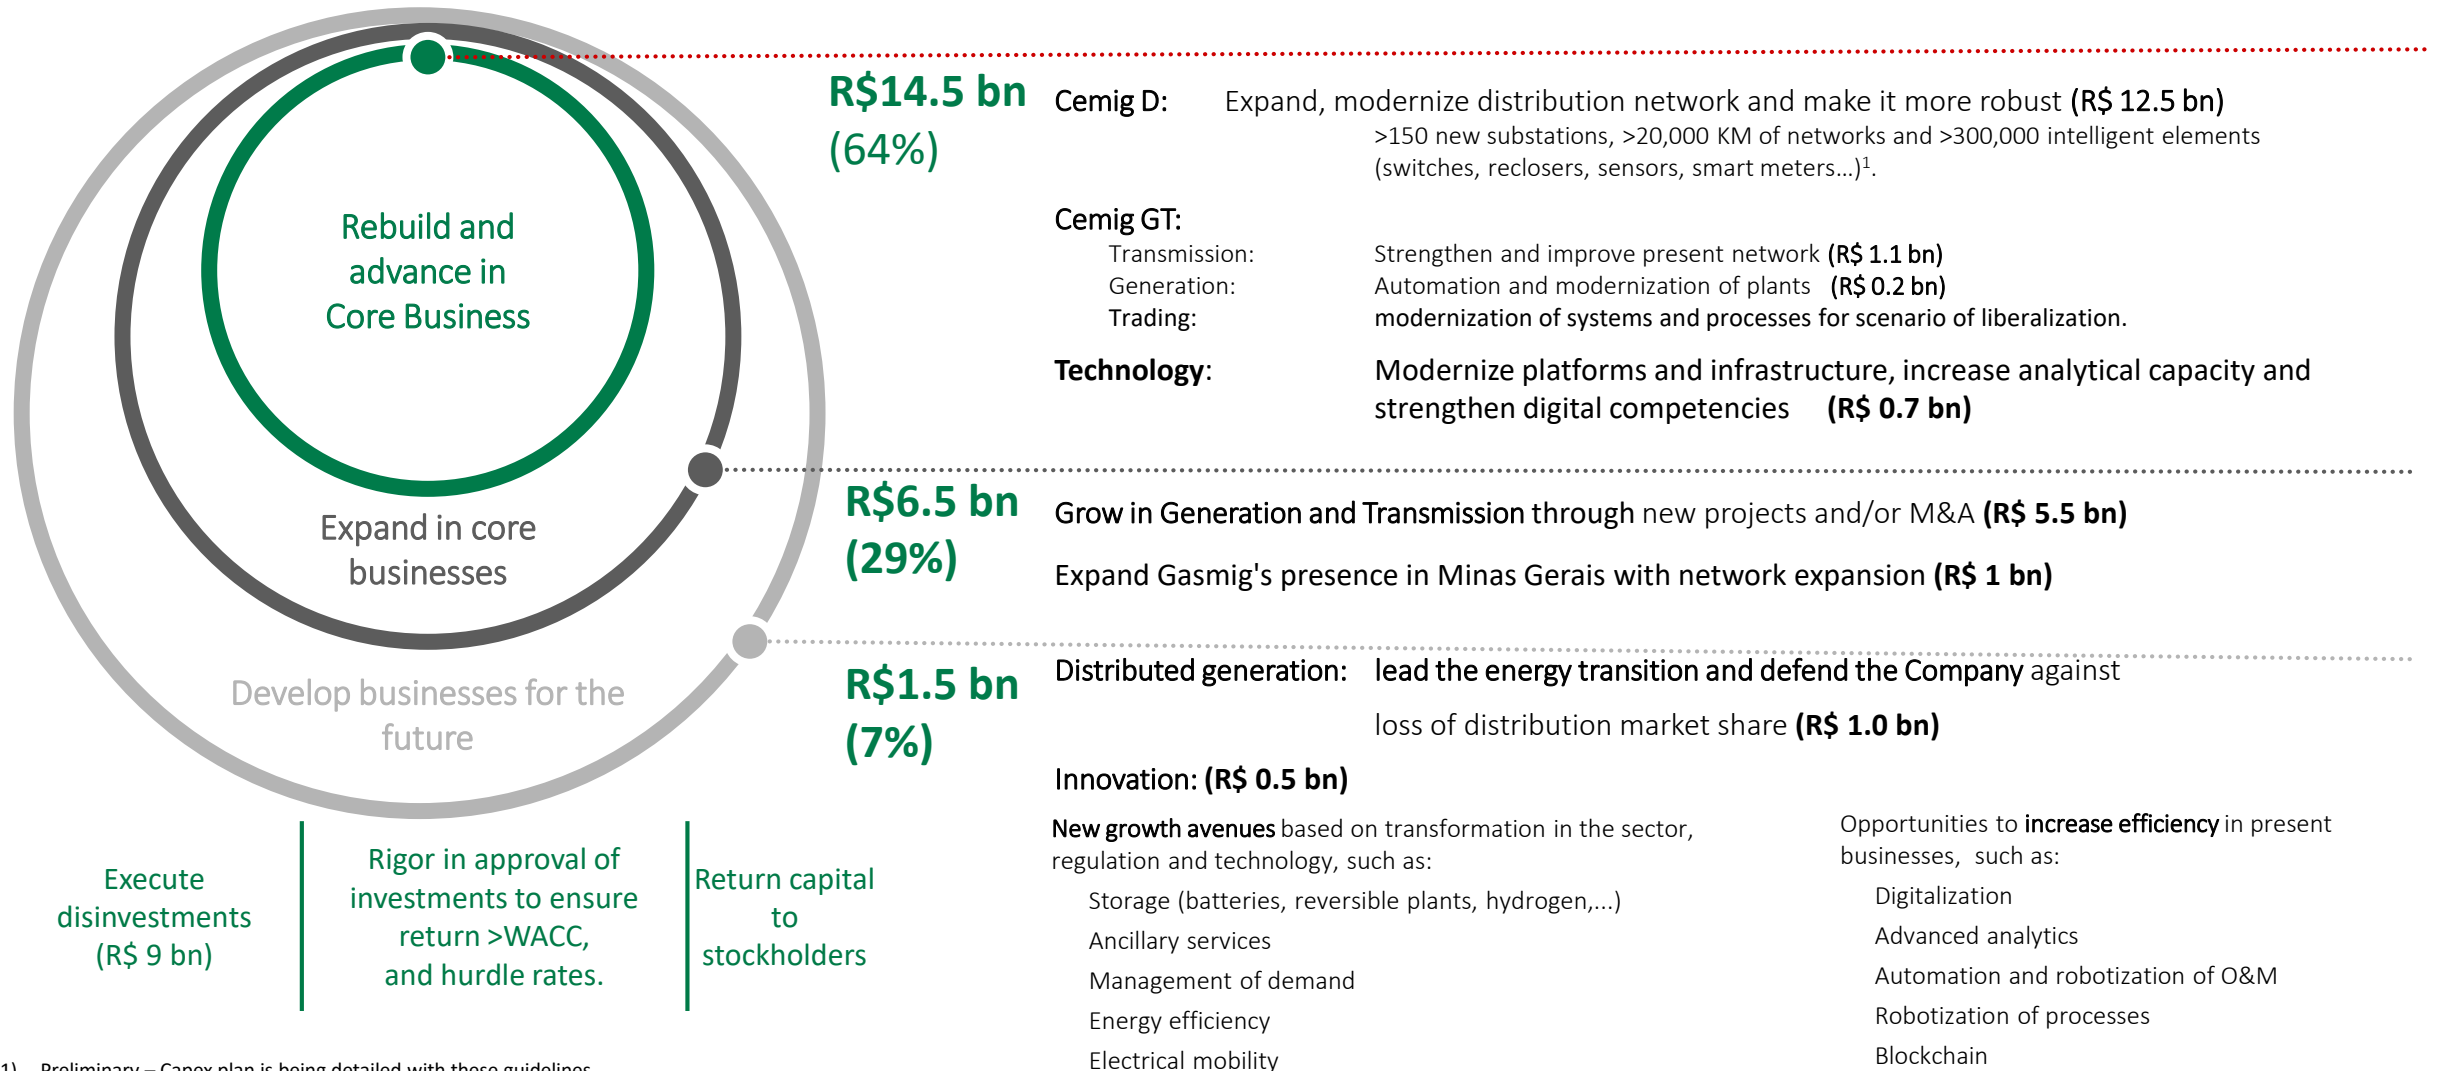 Rebuild and
advance in
Core Business
Expand in core
businesses
Develop businesses for the
future
R$14.5 bn
(64%)
Cemig D: Expand, modernize distribution network and make it more robust (R$ 12.5 bn)
>150 new substations, >20,000 KM of networks and >300,000 intelligent elements
(switches, reclosers, sensors, smart meters...)1.
Cemig GT:
Transmission: Strengthen and improve present network (R$ 1.1 bn)
Generation: Automation and modernization of plants (R$ 0.2 bn)
Trading: modernization of systems and processes for scenario of liberalization.
Technology: Modernize platforms and infrastructure, increase analytical capacity and
strengthen digital competencies (R$ 0.7 bn)
R$6.5 bn
(29%)
Grow in Generation and Transmission through new projects and/or M&A (R$ 5.5 bn)
Expand Gasmig's presence in Minas Gerais with network expansion (R$ 1 bn)
R$1.5 bn
(7%)
Distributed generation: lead the energy transition and defend the Company against
loss of distribution market share (R$ 1.0 bn)
Innovation: (R$ 0.5 bn)
New growth avenues based on transformation in the sector,
regulation and technology, such as:
Storage (batteries, reversible plants, hydrogen,...)
Ancillary services
Management of demand
Energy efficiency
Electrical mobility
Opportunities to increase efficiency in present
businesses, such as:
Digitalization
Advanced analytics
Automation and robotization of O&M
Robotization of processes
Blockchain
Execute
disinvestments
(R$ 9 bn)
Rigor in approval of
investments to ensure
return >WACC,
and hurdle rates.
Return capital
to
stockholders
1) Preliminary – Capex plan is being detailed with these guidelines